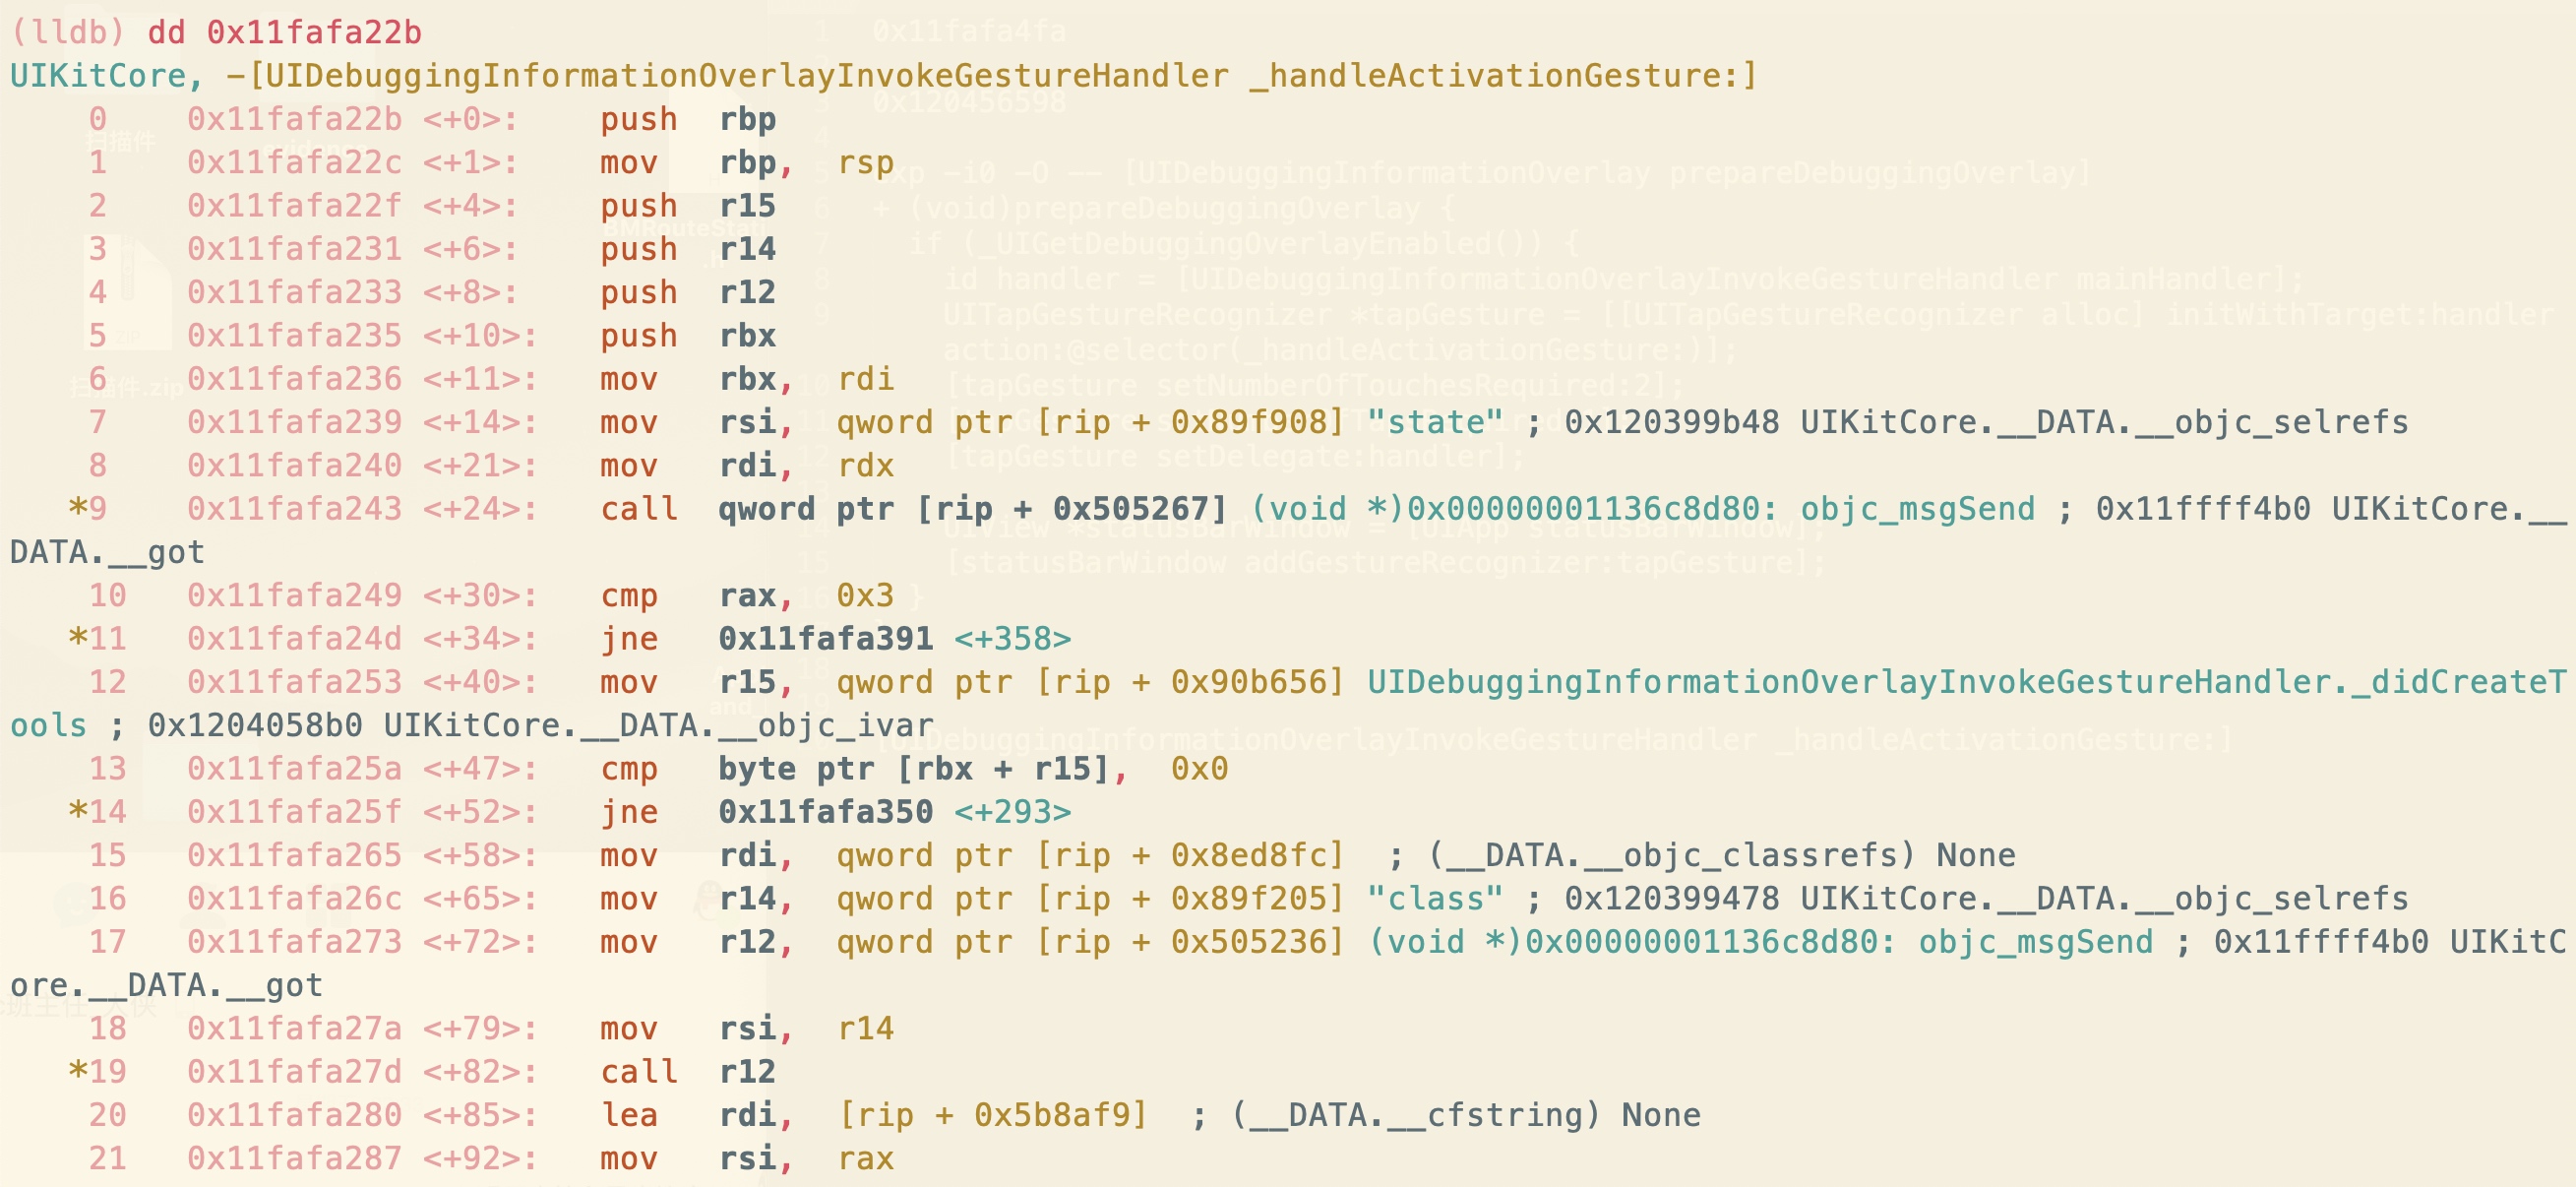 (lldb) dd 0x11fafa22b
UIKitCore, -[UIDebuggingInformationOverlayInvokeGestureHandler _handleActivationGesture:]
0 0x11fafa22b <+0>: push rbp
1 0x11fafa22c <+1>: mov rbp, rsp
2 0x11fafa22f <+4>: push r15
3 0x11fafa231 <+6>: push r14
4 0x11fafa233 <+8>: push r12
5 0x11fafa235 <+10>: push rbx
6 0x11fafa236 <+11>: mov rbx, rdi
7 0x11fafa239 <+14>: mov rsi, qword ptr [rip + 0x89f908] "state" ; 0x120399b48 UIKitCore.__DATA.__objc_selrefs
8 0x11fafa240 <+21>: mov rdi, rdx
*9 0x11fafa243 <+24>: call qword ptr [rip + 0x505267] (void *)0x00000001136c8d80: objc_msgSend ; 0x11ffff4b0 UIKitCore.__
DATA.__got
10 0x11fafa249 <+30>: cmp rax, 0x3
*11 0x11fafa24d <+34>: jne 0x11fafa391 <+358>
12 0x11fafa253 <+40>: mov r15, qword ptr [rip + 0x90b656] UIDebuggingInformationOverlayInvokeGestureHandler._didCreateT
ools ; 0x1204058b0 UIKitCore.__DATA.__objc_ivar
13 0x11fafa25a <+47>: cmp byte ptr [rbx + r15], 0x0
*14 0x11fafa25f <+52>: jne 0x11fafa350 <+293>
15 0x11fafa265 <+58>: mov rdi, qword ptr [rip + 0x8ed8fc] ; (__DATA.__objc_classrefs) None
16 0x11fafa26c <+65>: mov r14, qword ptr [rip + 0x89f205] "class" ; 0x120399478 UIKitCore.__DATA.__objc_selrefs
17 0x11fafa273 <+72>: mov r12, qword ptr [rip + 0x505236] (void *)0x00000001136c8d80: objc_msgSend ; 0x11ffff4b0 UIKitC
ore.__DATA.__got
18 0x11fafa27a <+79>: mov rsi, r14
*19 0x11fafa27d <+82>: call r12
20 0x11fafa280 <+85>: lea rdi, [rip + 0x5b8af9] ; (__DATA.__cfstring) None
21 0x11fafa287 <+92>: mov rsi, rax